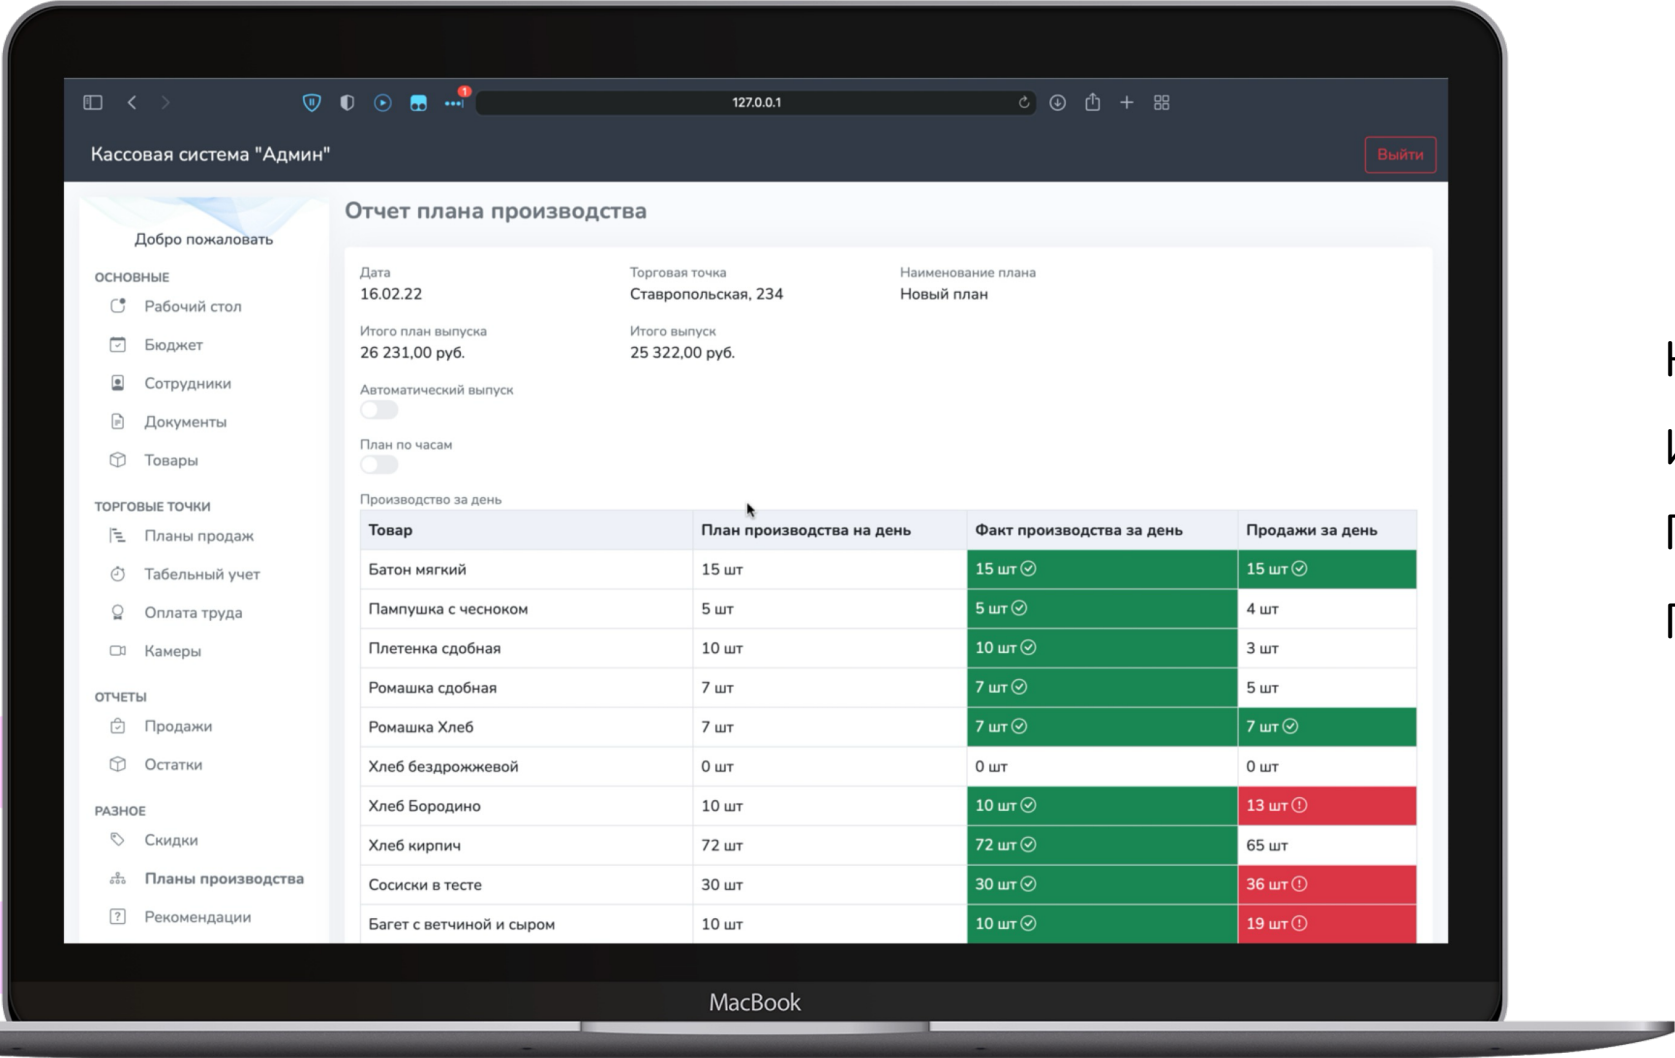 1
127.0.0.1
Кассовая система "Админ"
Выйти
Добро пожаловать
ОСНОВНЫЕ
Рабочий стол
Бюджет
Сотрудники
Документы
Товары
ТОРГОВЫЕ ТОЧКИ
Планы продаж
Табельный учет
Оплата труда
Камеры
ОТЧЕТЫ
Продажи
Остатки
РАЗНОЕ
Скидки
Планы производства
Рекомендации
Отчет плана производства
Дата Торговая точка Наименование плана
16.02.22 Ставропольская, 234 Новый план
Итого план выпуска Итого выпуск
26 231,00 руб. 25 322,00 руб.
Автоматический выпуск
План по часам
Производство за день
Товар План производства на день Факт производства за день Продажи за день
Батон мягкий 15 шт 15 шт 15 шт
Пампушка с чесноком 5 шт 5 шт 4 шт
Плетенка сдобная 10 шт 10 шт 3 шт
Ромашка сдобная 7 шт 7 шт 5 шт
Ромашка Хлеб 7 шт 7 шт 7 шт
Хлеб бездрожжевой 0 шт 0 шт 0 шт
Хлеб Бородино 10 шт 10 шт 13 шт
Хлеб кирпич 72 шт 72 шт 65 шт
Сосиски в тесте 30 шт 30 шт 36 шт
Багет с ветчиной и сыром 10 шт 10 шт 19 шт
MacBook